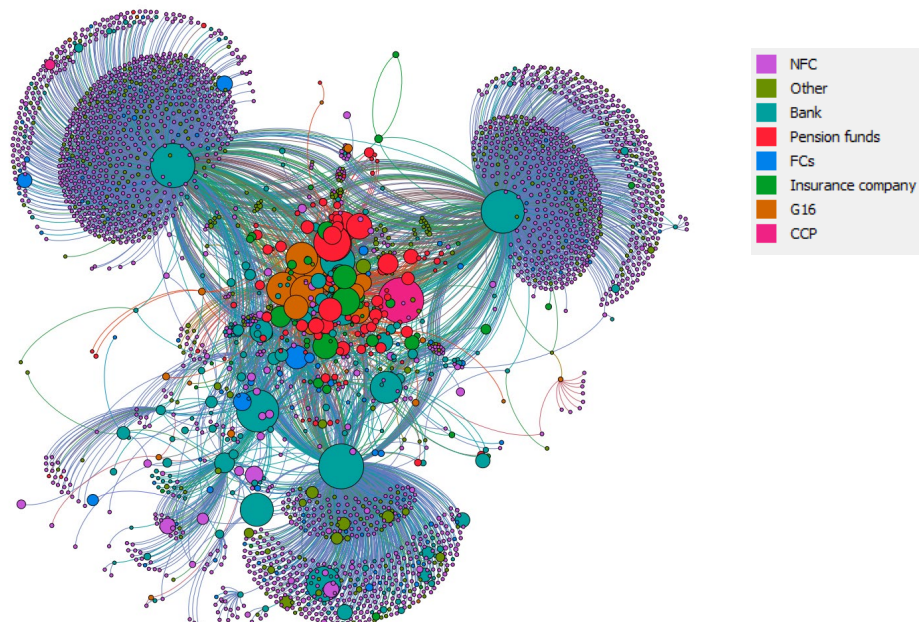 NFC
Other
Bank
Pension funds
FCs
Insurance company
G16
CCP